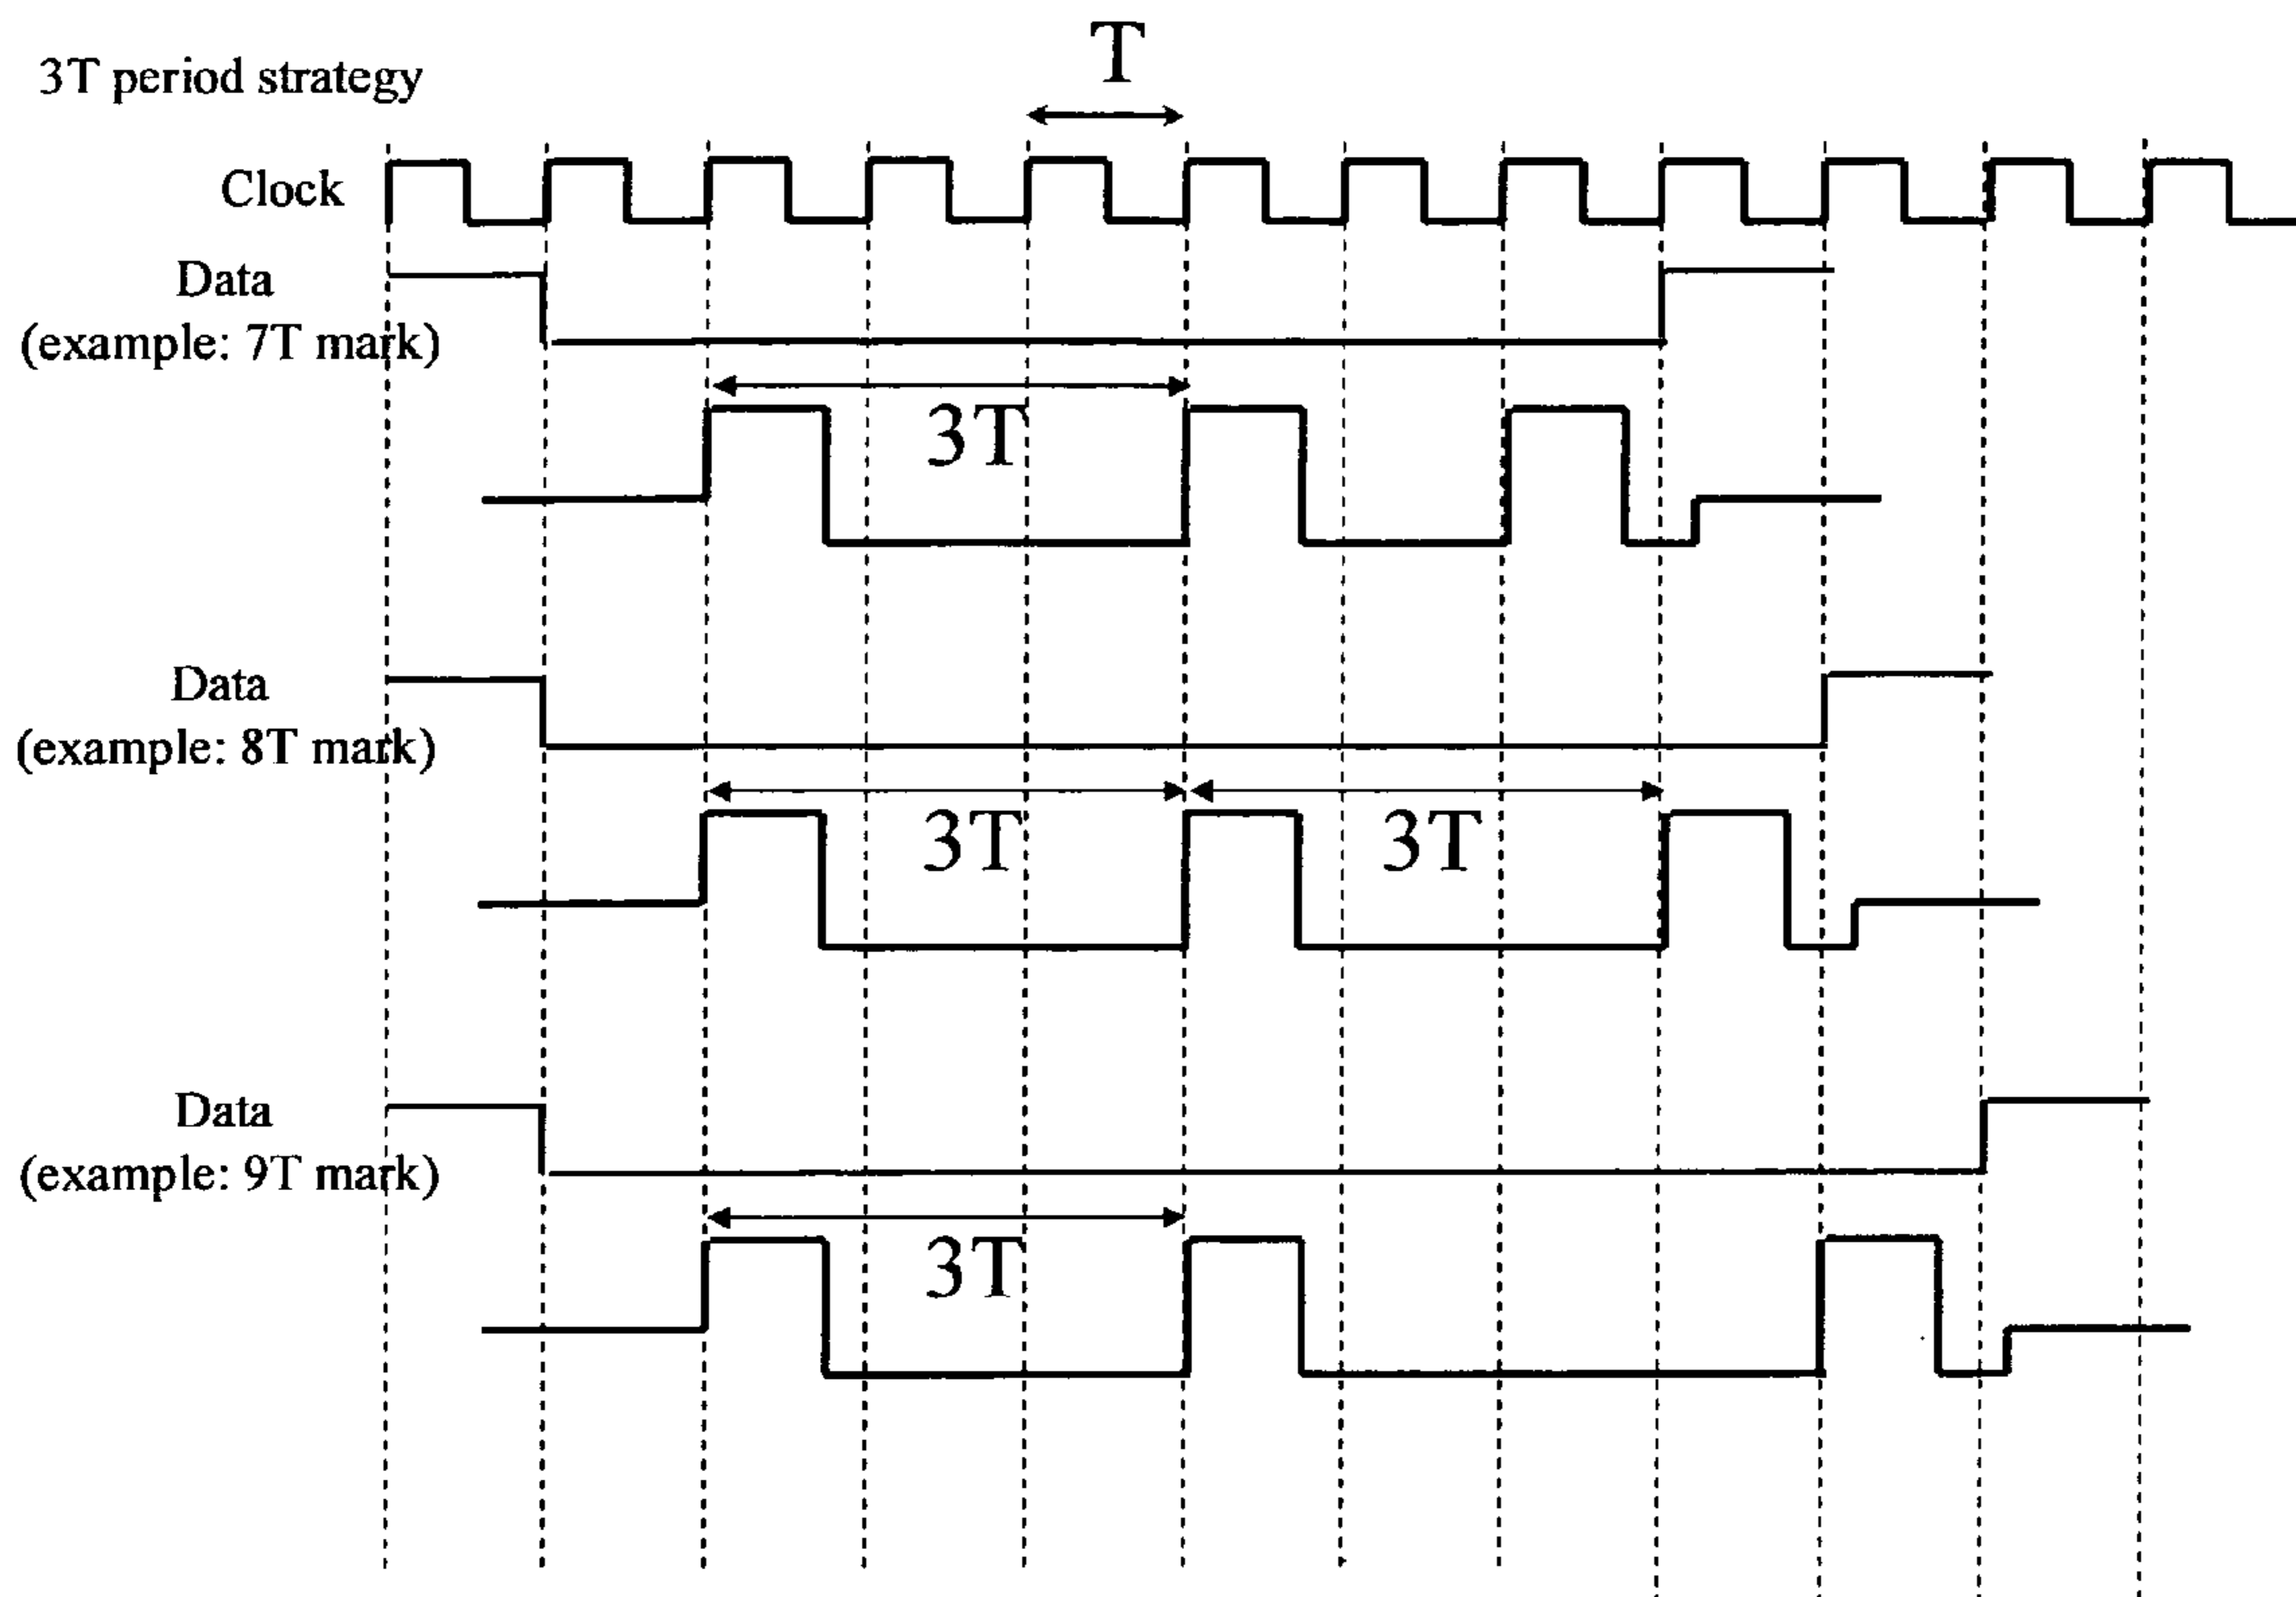 T
3T period strategy
Clock
Data
(example: 7T mark)
3T
Data
(example: 8T mark)
3T 3T
Data
(example: 9T mark)
3T